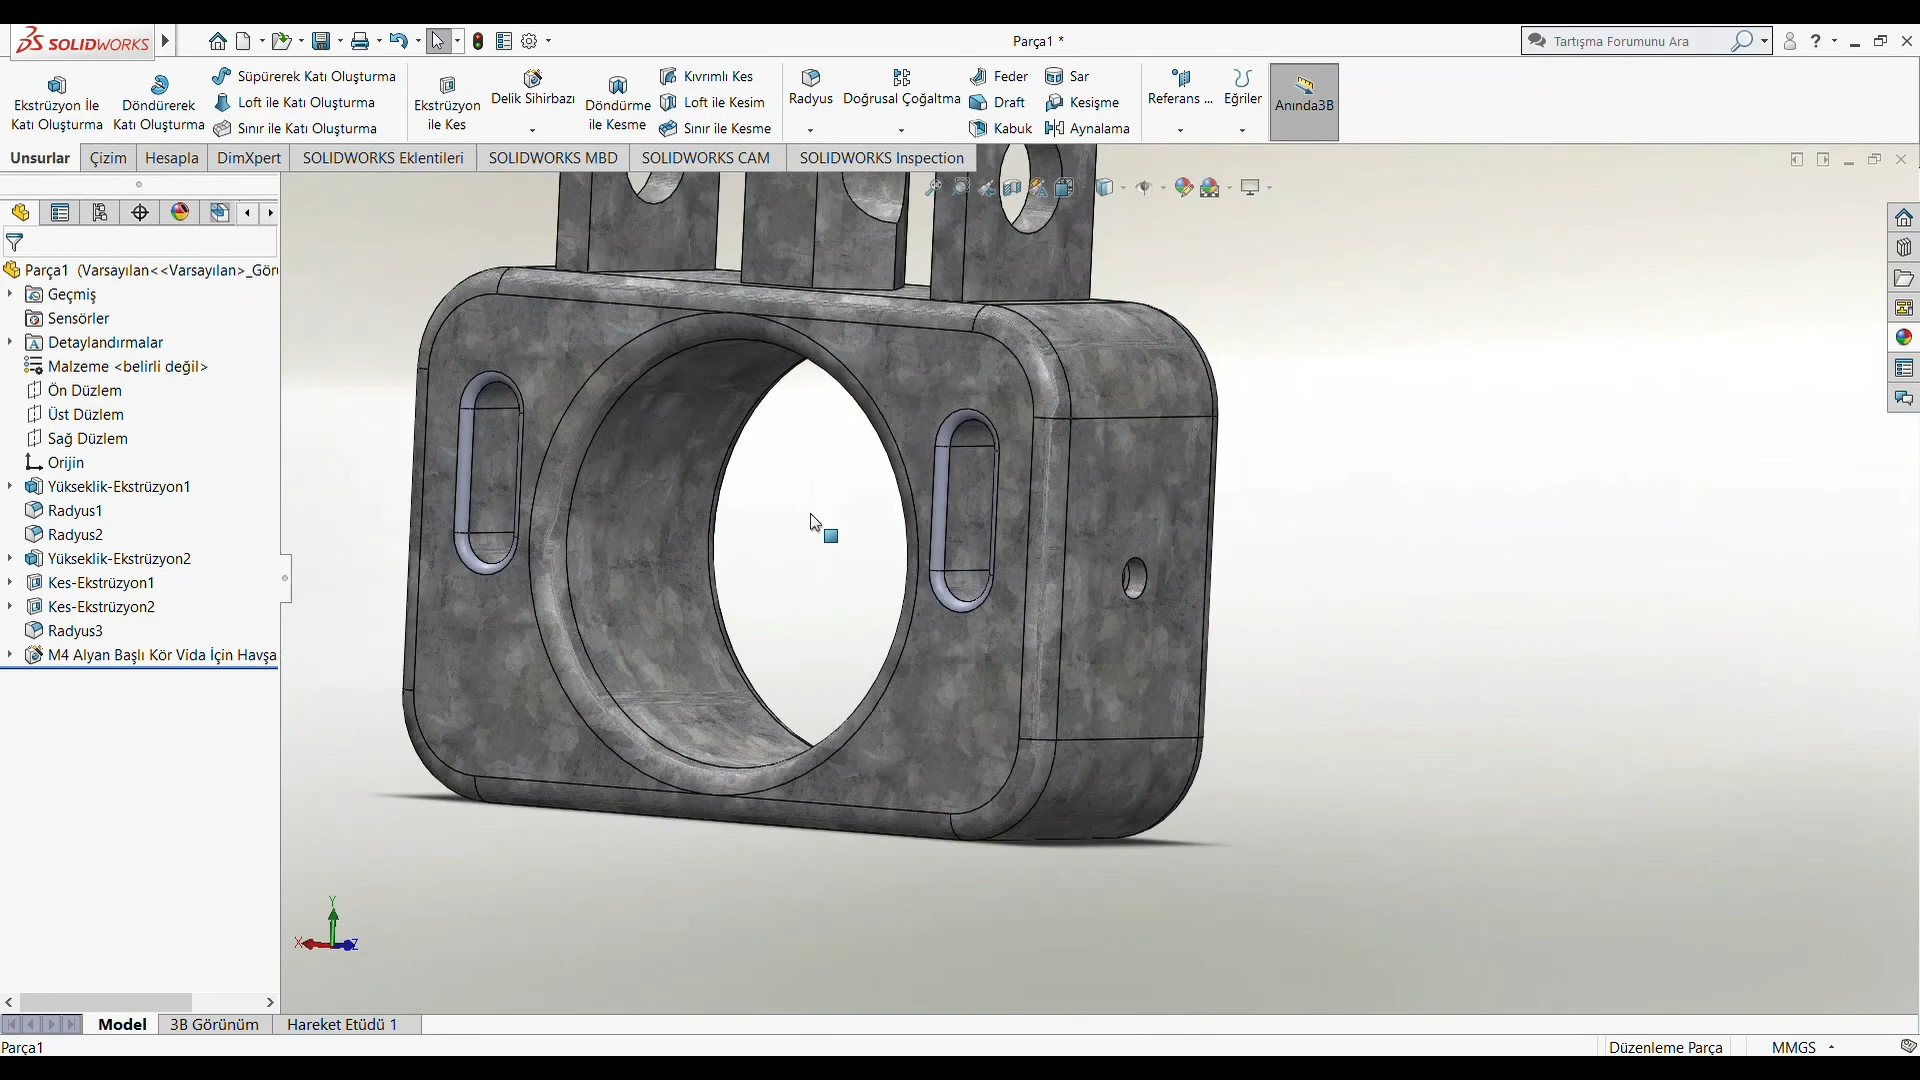 SOLIDWORKS
Parça1 *
Tartışma Forumunu Ara
?
Ekstrüzyon İle
Katı Oluşturma
Döndürerek
Katı Oluşturma
Süpürerek Katı Oluşturma
Loft ile Katı Oluşturma
Sınır ile Katı Oluşturma
Ekstrüzyon
ile Kes
Delik Sihirbazı
Döndürme
ile Kesme
Kıvrımlı Kes
Loft ile Kesim
Sınır ile Kesme
Radyus
Doğrusal Çoğaltma
Feder
Draft
Kabuk
Sar
Kesişme
Aynalama
Referans ...
Eğriler
Anında3B
Unsurlar
Çizim
Hesapla
DimXpert
SOLIDWORKS Eklentileri
SOLIDWORKS MBD
SOLIDWORKS CAM
SOLIDWORKS Inspection
Parça1 (Varsayılan<<Varsayılan>_Görü
Geçmiş
Sensörler
Detaylandırmalar
Malzeme <belirli değil>
Ön Düzlem
Üst Düzlem
Sağ Düzlem
Orijin
Yükseklik-Ekstrüzyon1
Radyus1
Radyus2
Yükseklik-Ekstrüzyon2
Kes-Ekstrüzyon1
Kes-Ekstrüzyon2
Radyus3
M4 Alyan Başlı Kör Vida İçin Havşa
Y
X
Z
Model
3B Görünüm
Hareket Etüdü 1
Parça1
Düzenleme Parça
MMGS